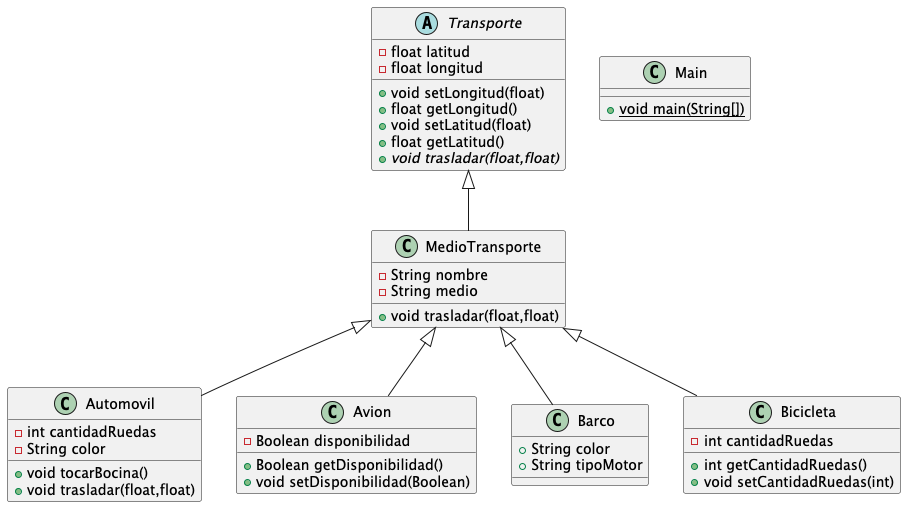 A Transporte
float latitud
float longitud
void setLongitud(float)
float getLongitud()
void setLatitud(float)
float getLatitud()
void trasladar(float,float)
C Main
void main(String[])
C MedioTransporte
String nombre
String medio
void trasladar(float,float)
C Automovil
int cantidadRuedas
String color
void tocarBocina()
void trasladar(float,float)
C Avion
Boolean disponibilidad
Boolean getDisponibilidad()
void setDisponibilidad(Boolean)
C Barco
String color
String tipoMotor
C Bicicleta
int cantidadRuedas
int getCantidadRuedas()
void setCantidadRuedas(int)